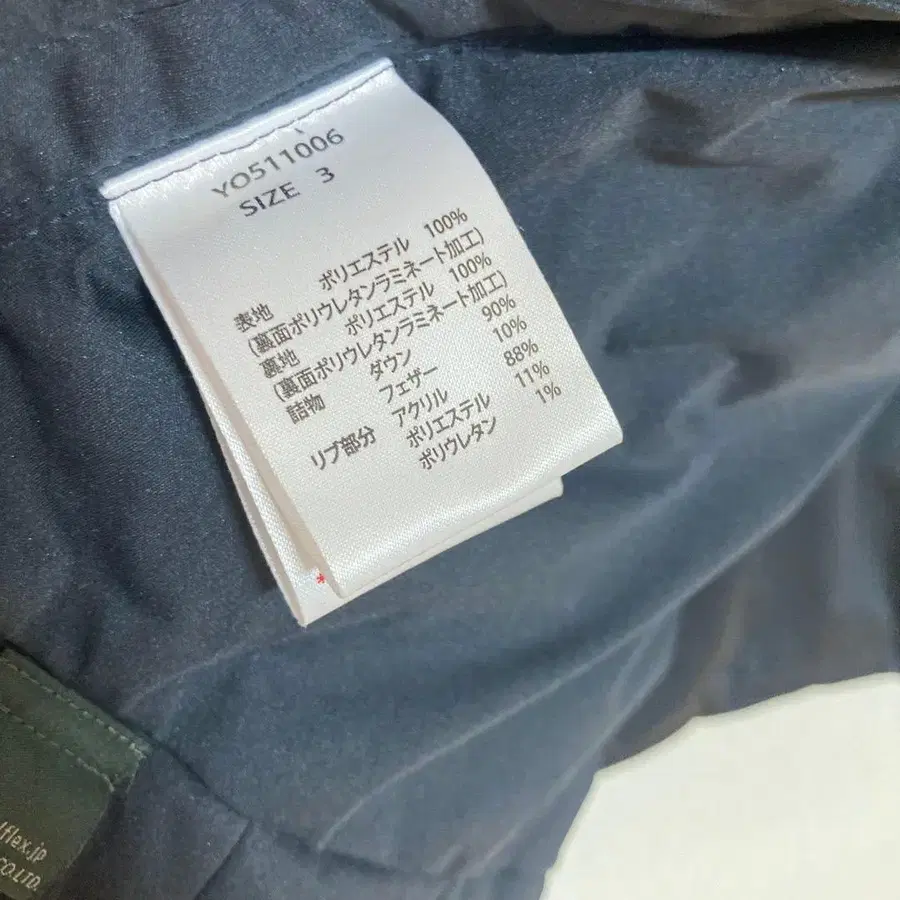 YO511006
SIZE 3
表地 ポリエステル 100%
(裏面ポリウレタンラミネート加工)
裏地 ポリエステル 100%
(裏面ポリウレタンラミネート加工)
詰物 ダウン 90%
フェザー 10%
リブ部分 アクリル 88%
ポリエステル 11%
ポリウレタン 1%
*
flex.jp
CO.LTD.